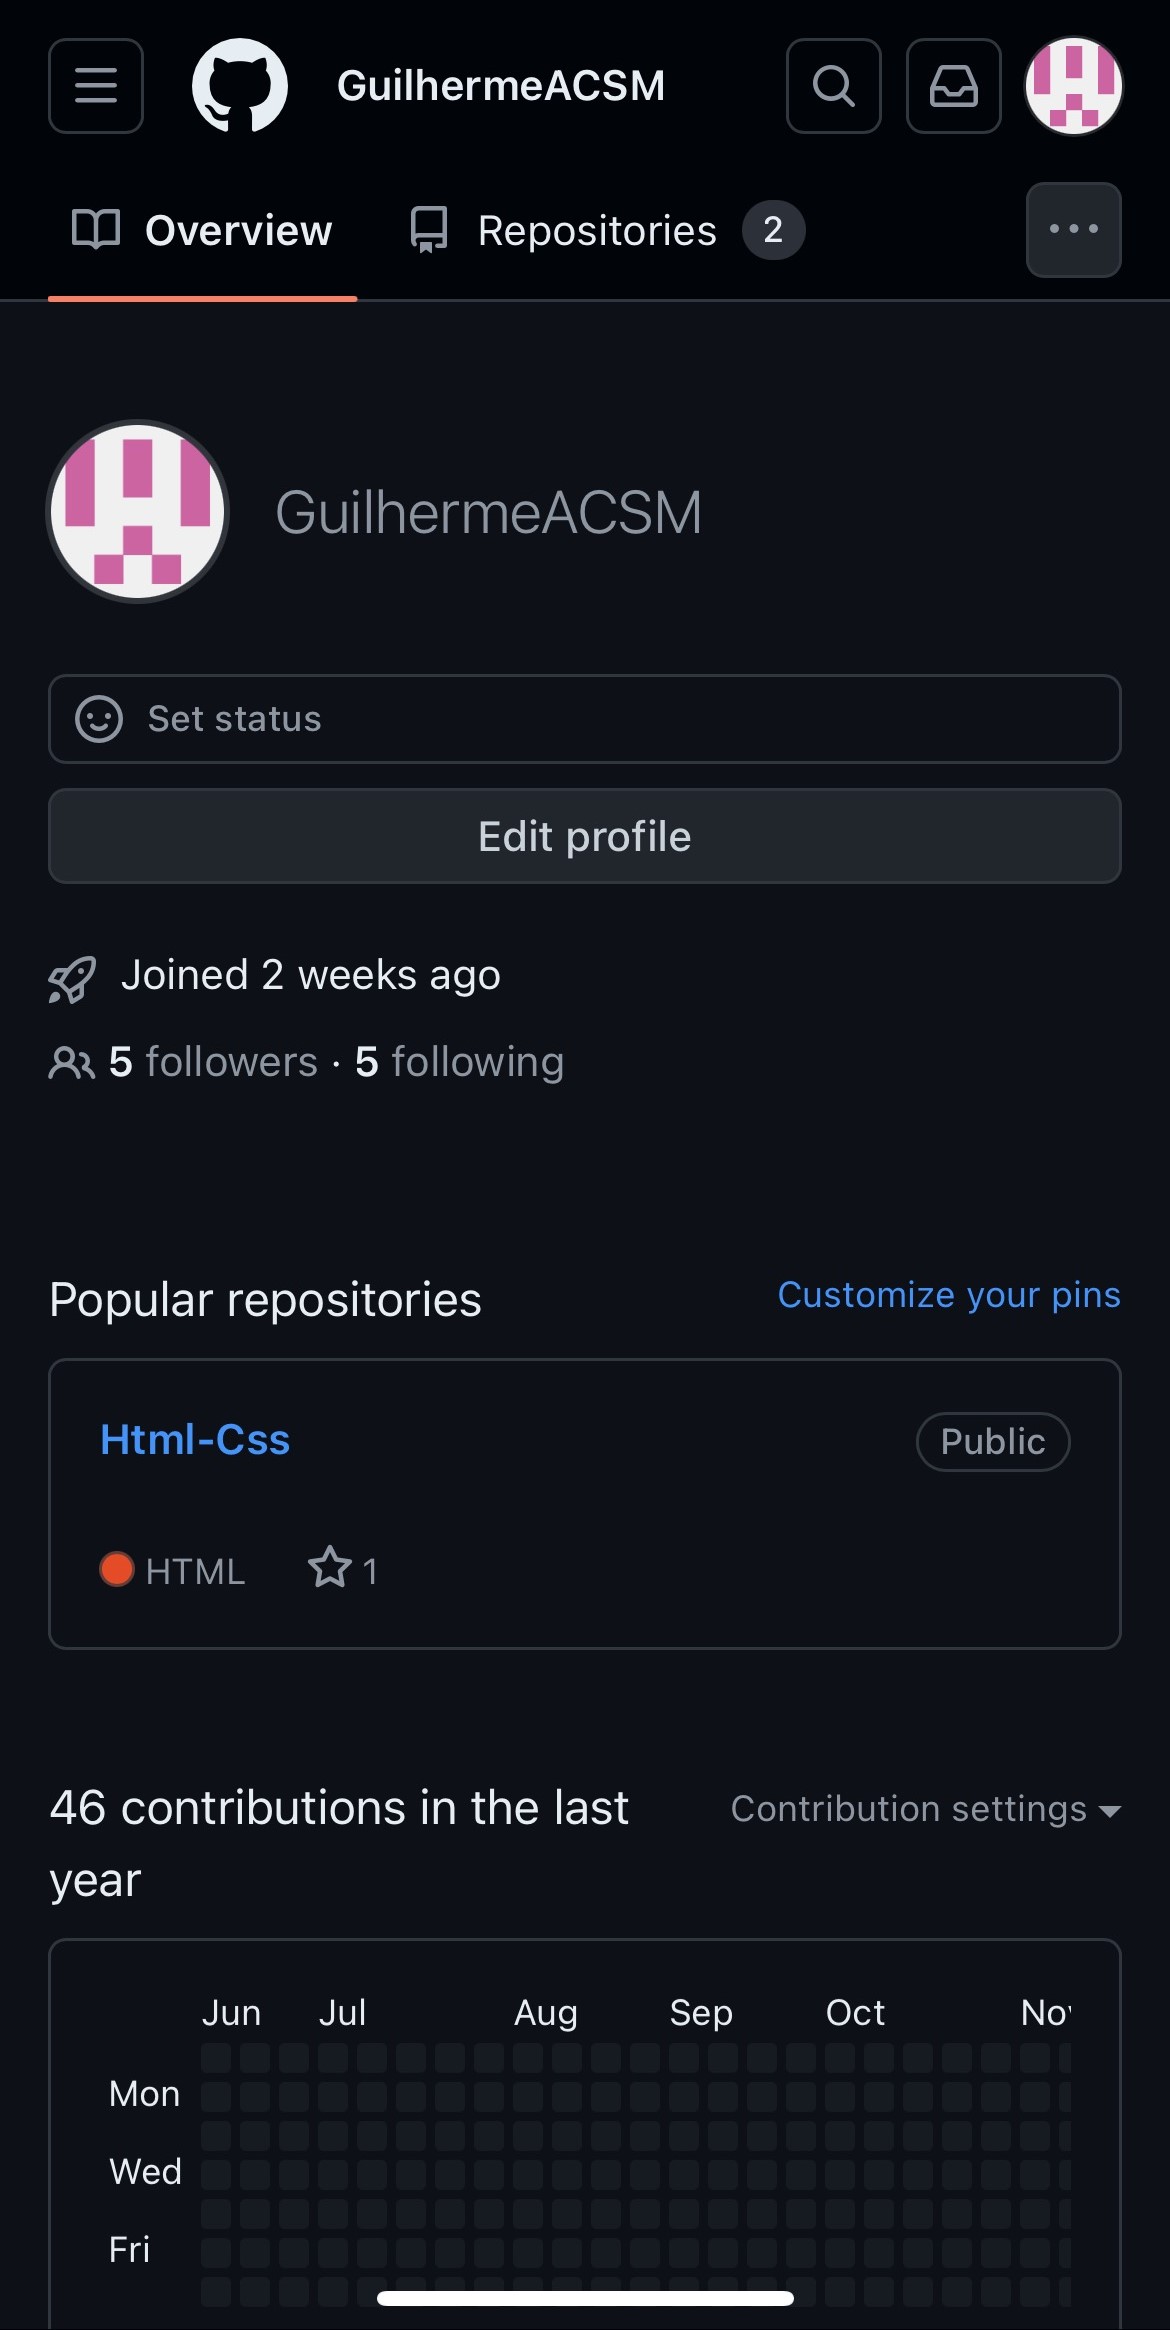 GuilhermeACSM
Overview Repositories 2
GuilhermeACSM
Set status
Edit profile
Joined 2 weeks ago
5 followers · 5 following
Popular repositories Customize your pins
Html-Css Public
HTML 1
46 contributions in the last Contribution settings
year
Jun Jul Aug Sep Oct Nov
Mon
Wed
Fri